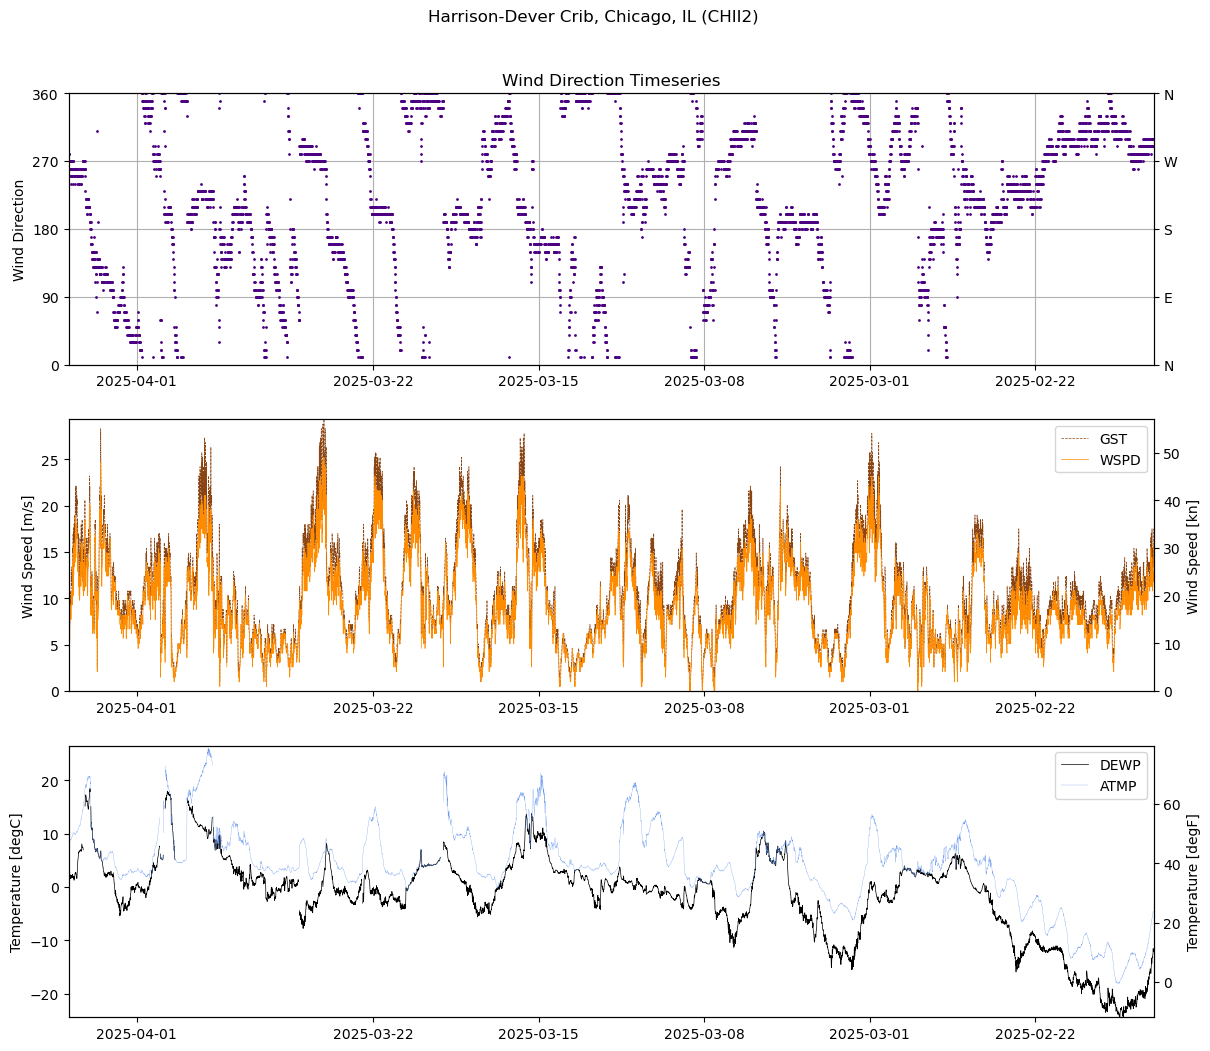 Harrison-Dever Crib, Chicago, IL (CHII2)
Wind Direction Timeseries
Wind Direction
360
270
180
90
0
N
W
S
E
N
2025-04-01 2025-03-22 2025-03-15 2025-03-08 2025-03-01 2025-02-22
Wind Speed [m/s]
25
20
15
10
5
0
GST
WSPD
50
40
30
20
10
0
Wind Speed [kn]
2025-04-01 2025-03-22 2025-03-15 2025-03-08 2025-03-01 2025-02-22
Temperature [degC]
20
10
0
−10
−20
DEWP
ATMP
60
40
20
0
Temperature [degF]
2025-04-01 2025-03-22 2025-03-15 2025-03-08 2025-03-01 2025-02-22